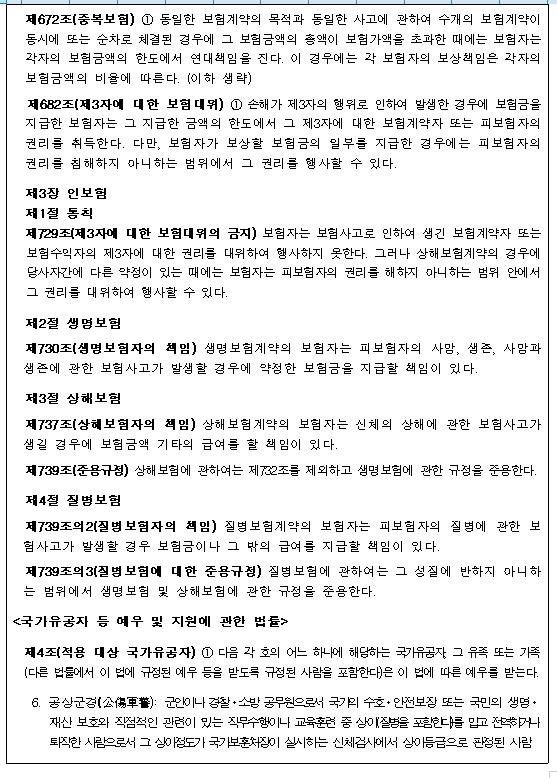 제672조(중복보험) ① 동일한 보험계약의 목적과 동일한 사고에 관하여 수개의 보험계약이
동시에 또는 순차로 체결된 경우에 그 보험금액의 총액이 보험가액을 초과한 때에는 보험자는
각자의 보험금액의 한도에서 연대책임을 진다. 이 경우에는 각 보험자의 보상책임은 각자의
보험금액의 비율에 따른다. (이하 생략)
제682조(제3자에 대한 보험대위) ① 손해가 제3자의 행위로 인하여 발생한 경우에 보험금을
지급한 보험자는 그 지급한 금액의 한도에서 그 제3자에 대한 보험계약자 또는 피보험자의
권리를 취득한다. 다만, 보험자가 보상할 보험금의 일부를 지급한 경우에는 피보험자의
권리를 침해하지 아니하는 범위에서 그 권리를 행사할 수 있다.
제3장 인보험
제1절 통칙
제729조(제3자에 대한 보험대위의 금지) 보험자는 보험사고로 인하여 생긴 보험계약자 또는
보험수익자의 제3자에 대한 권리를 대위하여 행사하지 못한다. 그러나 상해보험계약의 경우에
당사자간에 다른 약정이 있는 때에는 보험자는 피보험자의 권리를 해하지 아니하는 범위 안에서
그 권리를 대위하여 행사할 수 있다.
제2절 생명보험
제730조(생명보험자의 책임) 생명보험계약의 보험자는 피보험자의 사망, 생존, 사망과
생존에 관한 보험사고가 발생할 경우에 약정한 보험금을 지급할 책임이 있다.
제3절 상해보험
제737조(상해보험자의 책임) 상해보험계약의 보험자는 신체의 상해에 관한 보험사고가
생길 경우에 보험금액 기타의 급여를 할 책임이 있다.
제739조(준용규정) 상해보험에 관하여는 제732조를 제외하고 생명보험에 관한 규정을 준용한다.
제4절 질병보험
제739조의2(질병보험자의 책임) 질병보험계약의 보험자는 피보험자의 질병에 관한 보
험사고가 발생할 경우 보험금이나 그 밖의 급여를 지급할 책임이 있다.
제739조의3(질병보험에 대한 준용규정) 질병보험에 관하여는 그 성질에 반하지 아니하
는 범위에서 생명보험 및 상해보험에 관한 규정을 준용한다.
<국가유공자 등 예우 및 지원에 관한 법률>
제4조(적용 대상 국가유공자) ① 다음 각 호의 어느 하나에 해당하는 국가유공자, 그 유족 또는 가족
(다른 법률에서 이 법에 규정된 예우 등을 받도록 규정된 사람을 포함한다)은 이 법에 따른 예우를 받는다.
6. 공상군경(公傷軍警): 군인이나 경찰·소방 공무원으로서 국가의 수호·안전보장 또는 국민의 생명·
재산 보호와 직접적인 관련이 있는 직무수행이나 교육훈련 중 상이(질병을 포함한다)를 입고 전역하거나
퇴직한 사람으로서 그 상이정도가 국가보훈처장이 실시하는 신체검사에서 상이등급으로 판정된 사람